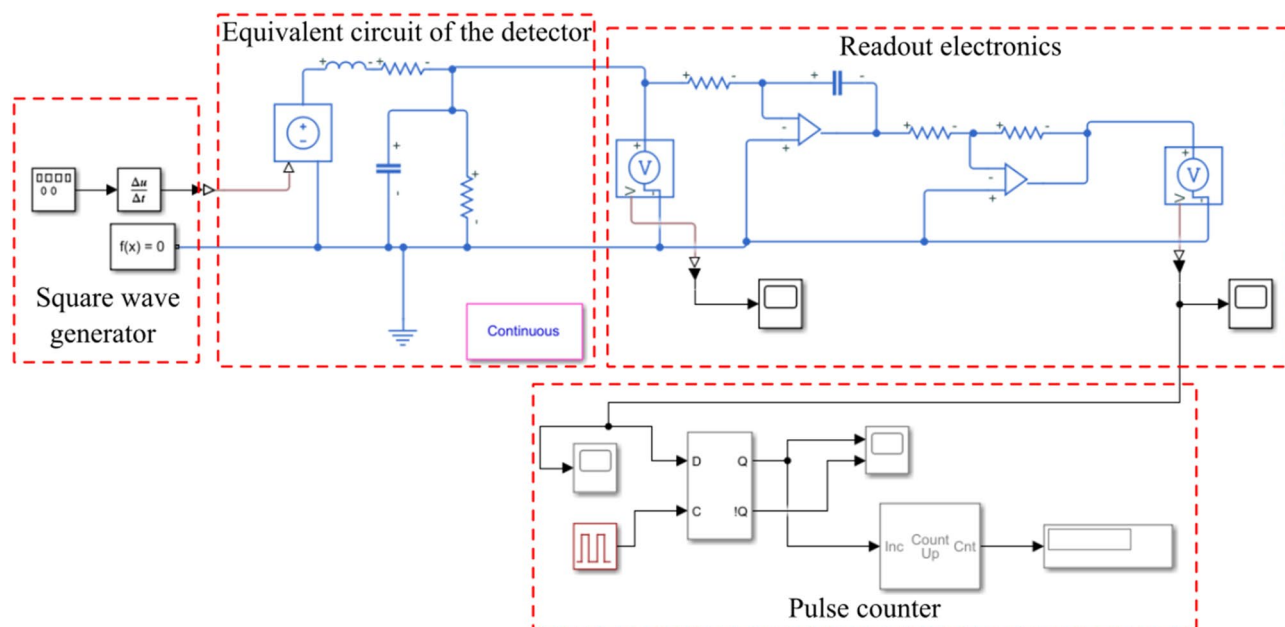 Equivalent circuit of the detector
Readout electronics
Δu
Δt
f(x) = 0
Square wave
generator
Continuous
V
V
D
Q
C
!Q
Inc
Count
Up
Cnt
Pulse counter